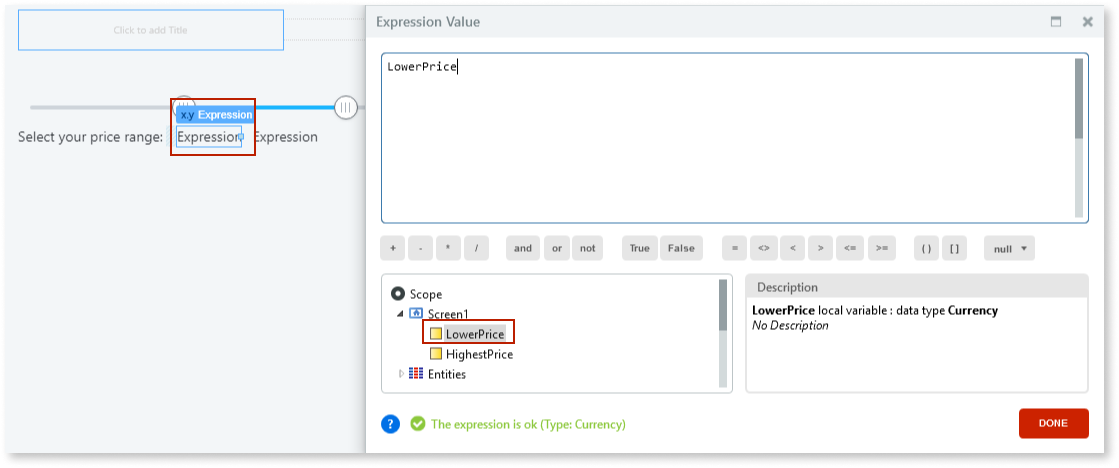 Expression Value
Click to add Title
LowerPrice
x.y Expression
Select your price range: Expression Expression
+ - * / and or not True False = <> < > <= >= ( ) [ ] null
Scope
Screen1
LowerPrice
HighestPrice
Entities
Description
LowerPrice local variable : data type Currency
No Description
? The expression is ok (Type: Currency)
DONE